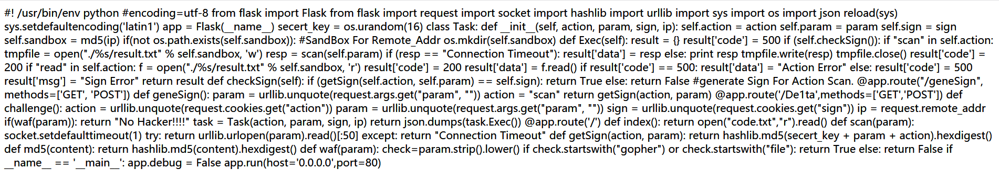 #! /usr/bin/env python #encoding=utf-8 from flask import Flask from flask import request import socket import hashlib import urllib import sys import os import json reload(sys)
sys.setdefaultencoding('latin1') app = Flask(__name__) secert_key = os.urandom(16) class Task: def __init__(self, action, param, sign, ip): self.action = action self.param = param self.sign = sign
self.sandbox = md5(ip) if(not os.path.exists(self.sandbox)): #SandBox For Remote_Addr os.mkdir(self.sandbox) def Exec(self): result = {} result['code'] = 500 if (self.checkSign()): if "scan" in self.action:
tmpfile = open("./%s/result.txt" % self.sandbox, 'w') resp = scan(self.param) if (resp == "Connection Timeout"): result['data'] = resp else: print resp tmpfile.write(resp) tmpfile.close() result['code'] =
200 if "read" in self.action: f = open("./%s/result.txt" % self.sandbox, 'r') result['code'] = 200 result['data'] = f.read() if result['code'] == 500: result['data'] = "Action Error" else: result['code'] = 500
result['msg'] = "Sign Error" return result def checkSign(self): if (getSign(self.action, self.param) == self.sign): return True else: return False #generate Sign For Action Scan. @app.route("/geneSign",
methods=['GET', 'POST']) def geneSign(): param = urllib.unquote(request.args.get("param", "")) action = "scan" return getSign(action, param) @app.route('/De1ta',methods=['GET','POST']) def
challenge(): action = urllib.unquote(request.cookies.get("action")) param = urllib.unquote(request.args.get("param", "")) sign = urllib.unquote(request.cookies.get("sign")) ip = request.remote_addr
if(waf(param)): return "No Hacker!!!!" task = Task(action, param, sign, ip) return json.dumps(task.Exec()) @app.route('/') def index(): return open("code.txt","r").read() def scan(param):
socket.setdefaulttimeout(1) try: return urllib.urlopen(param).read()[:50] except: return "Connection Timeout" def getSign(action, param): return hashlib.md5(secert_key + param + action).hexdigest()
def md5(content): return hashlib.md5(content).hexdigest() def waf(param): check=param.strip().lower() if check.startswith("gopher") or check.startswith("file"): return True else: return False if
__name__ == '__main__': app.debug = False app.run(host='0.0.0.0',port=80)